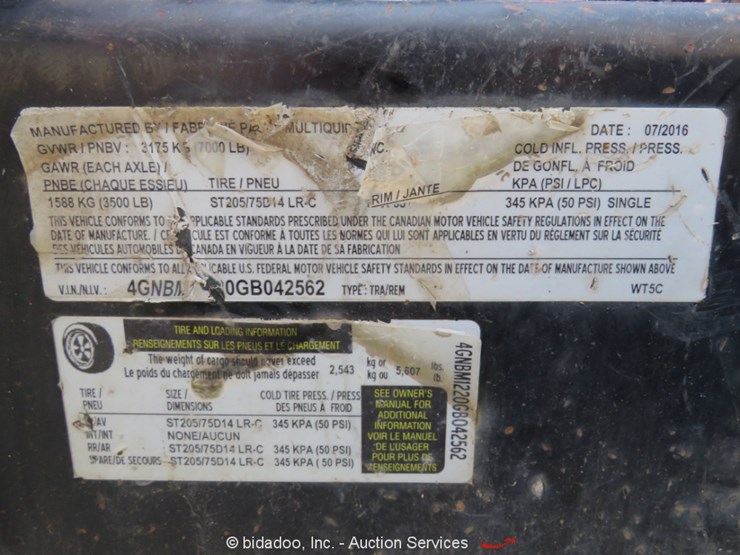 MANUFACTURED BY / FABRIQUÉ PAR MULTIQUIP INC. DATE : 07/2016
GVWR / PNBV : 3175 KG (7000 LB) COLD INFL. PRESS. / PRESS.
GAWR (EACH AXLE) / DE GONFL. À FROID
PNBE (CHAQUE ESSIEU) TIRE / PNEU RIM / JANTE KPA (PSI / LPC)
1588 KG (3500 LB) ST205/75D14 LR-C 345 KPA (50 PSI) SINGLE
THIS VEHICLE CONFORMS TO APPLICABLE STANDARDS PRESCRIBED UNDER THE CANADIAN MOTOR VEHICLE SAFETY REGULATIONS IN EFFECT ON THE
DATE OF MANUFACTURE / CE VÉHICULE EST CONFORME À TOUTES LES NORMES QUI LUI SONT APPLICABLES EN VERTU DU RÈGLEMENT SUR LA SÉCURITÉ
DES VÉHICULES AUTOMOBILES DU CANADA EN VIGUEUR À LA DATE DE SA FABRICATION
THIS VEHICLE CONFORMS TO ALL APPLICABLE U.S. FEDERAL MOTOR VEHICLE SAFETY STANDARDS IN EFFECT ON THE DATE OF MANUFACTURE SHOWN ABOVE
V.I.N./N.I.V. : 4GNBM 20GB042562 TYPE : TRA/REM WT5C
TIRE AND LOADING INFORMATION
RENSEIGNEMENTS SUR LES PNEUS ET LE CHARGEMENT
The weight of cargo should never exceed kg or lbs.
Le poids du chargement ne doit jamais dépasser 2,543 kg ou 5,607 lb.
TIRE / SIZE / COLD TIRE PRESS. / PRESS
PNEU DIMENSIONS DES PNEUS À FROID
/AV ST205/75D14 LR-C 345 KPA (50 PSI)
INT/INT NONE/AUCUN
RR/AR ST205/75D14 LR-C 345 KPA (50 PSI)
SPARE/DE SECOURS ST205/75D14 LR-C 345 KPA (50 PSI)
SEE OWNER'S
MANUAL FOR
ADDITIONAL
INFORMATION
VOIR LE MANUEL
DE L'USAGER
POUR PLUS DE
RENSEIGNEMENTS
4GNBM1220GB042562
© bidadoo, Inc. - Auction Services